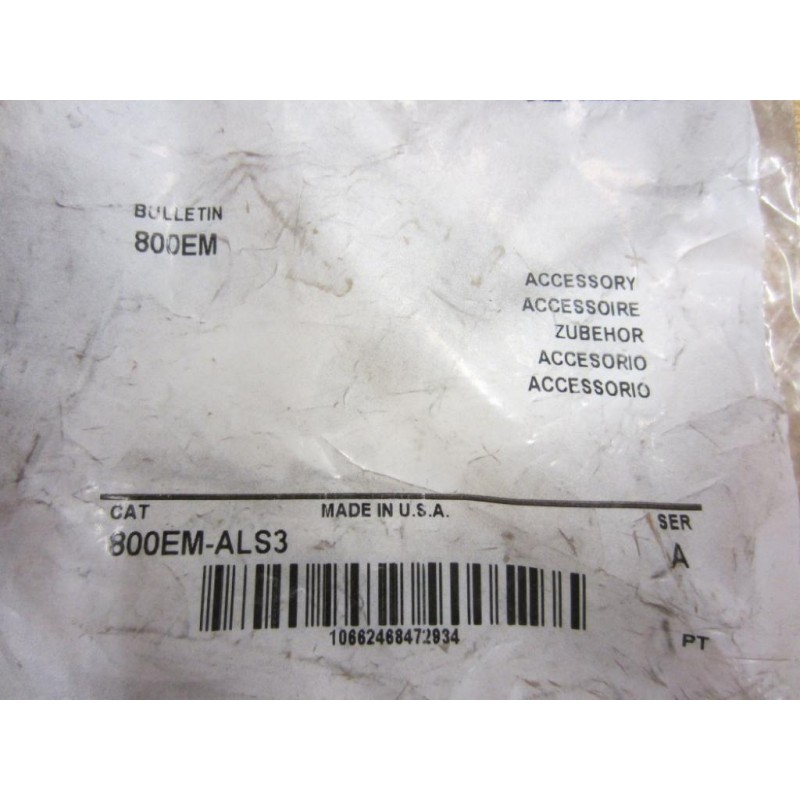 BULLETIN
800EM
ACCESSORY
ACCESSOIRE
ZUBEHOR
ACCESORIO
ACCESSORIO
CAT MADE IN U.S.A. SER
800EM-ALS3 A
10662468472934
PT